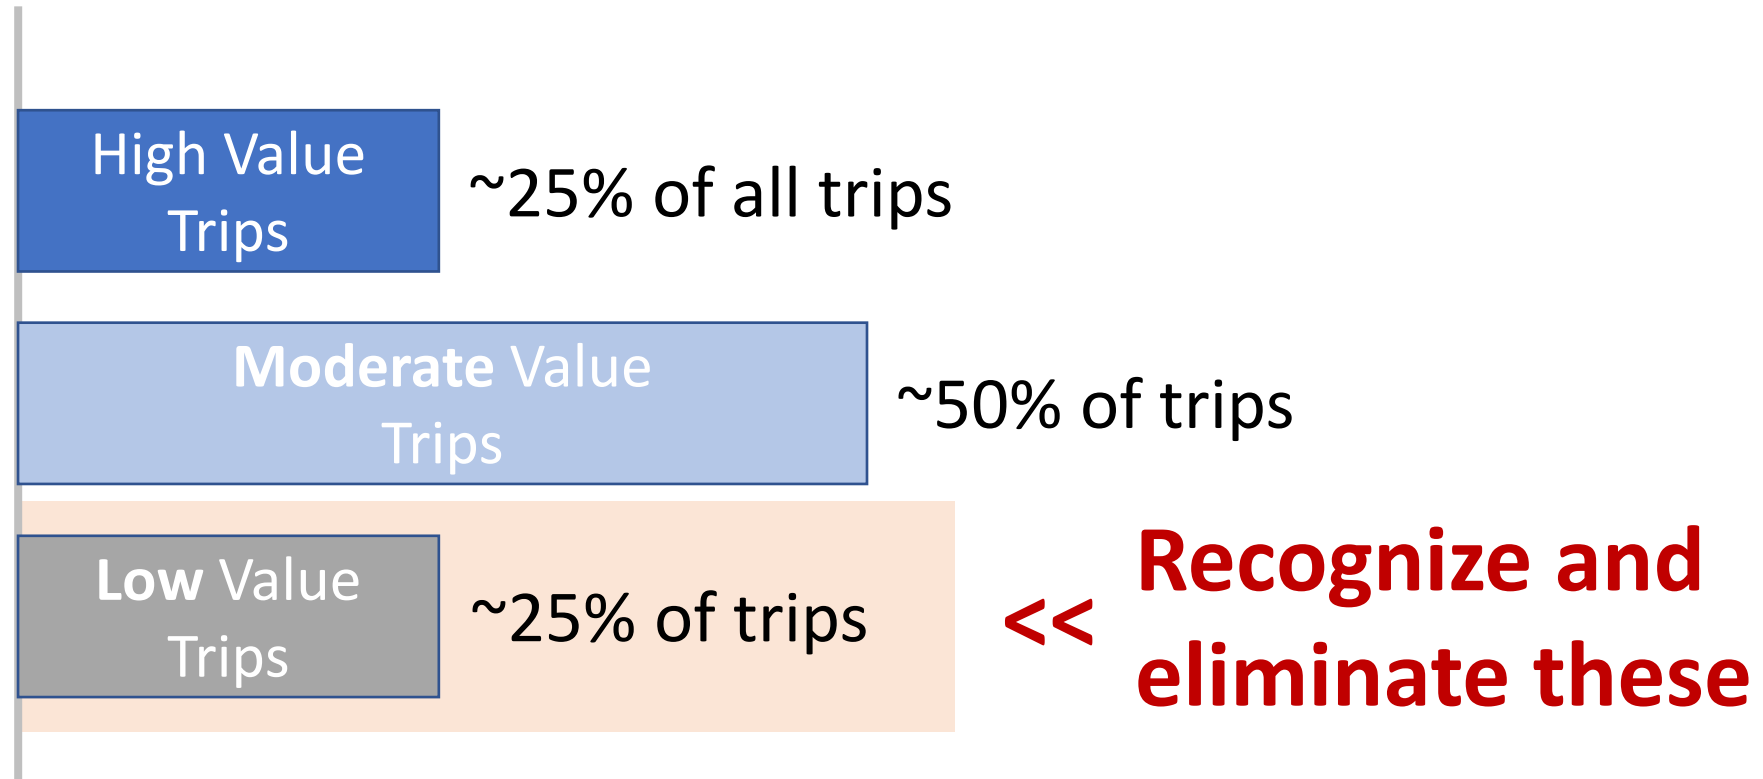 High Value
Trips
~25% of all trips
Moderate Value
Trips
~50% of trips
Low Value
Trips
~25% of trips
<< Recognize and
eliminate these